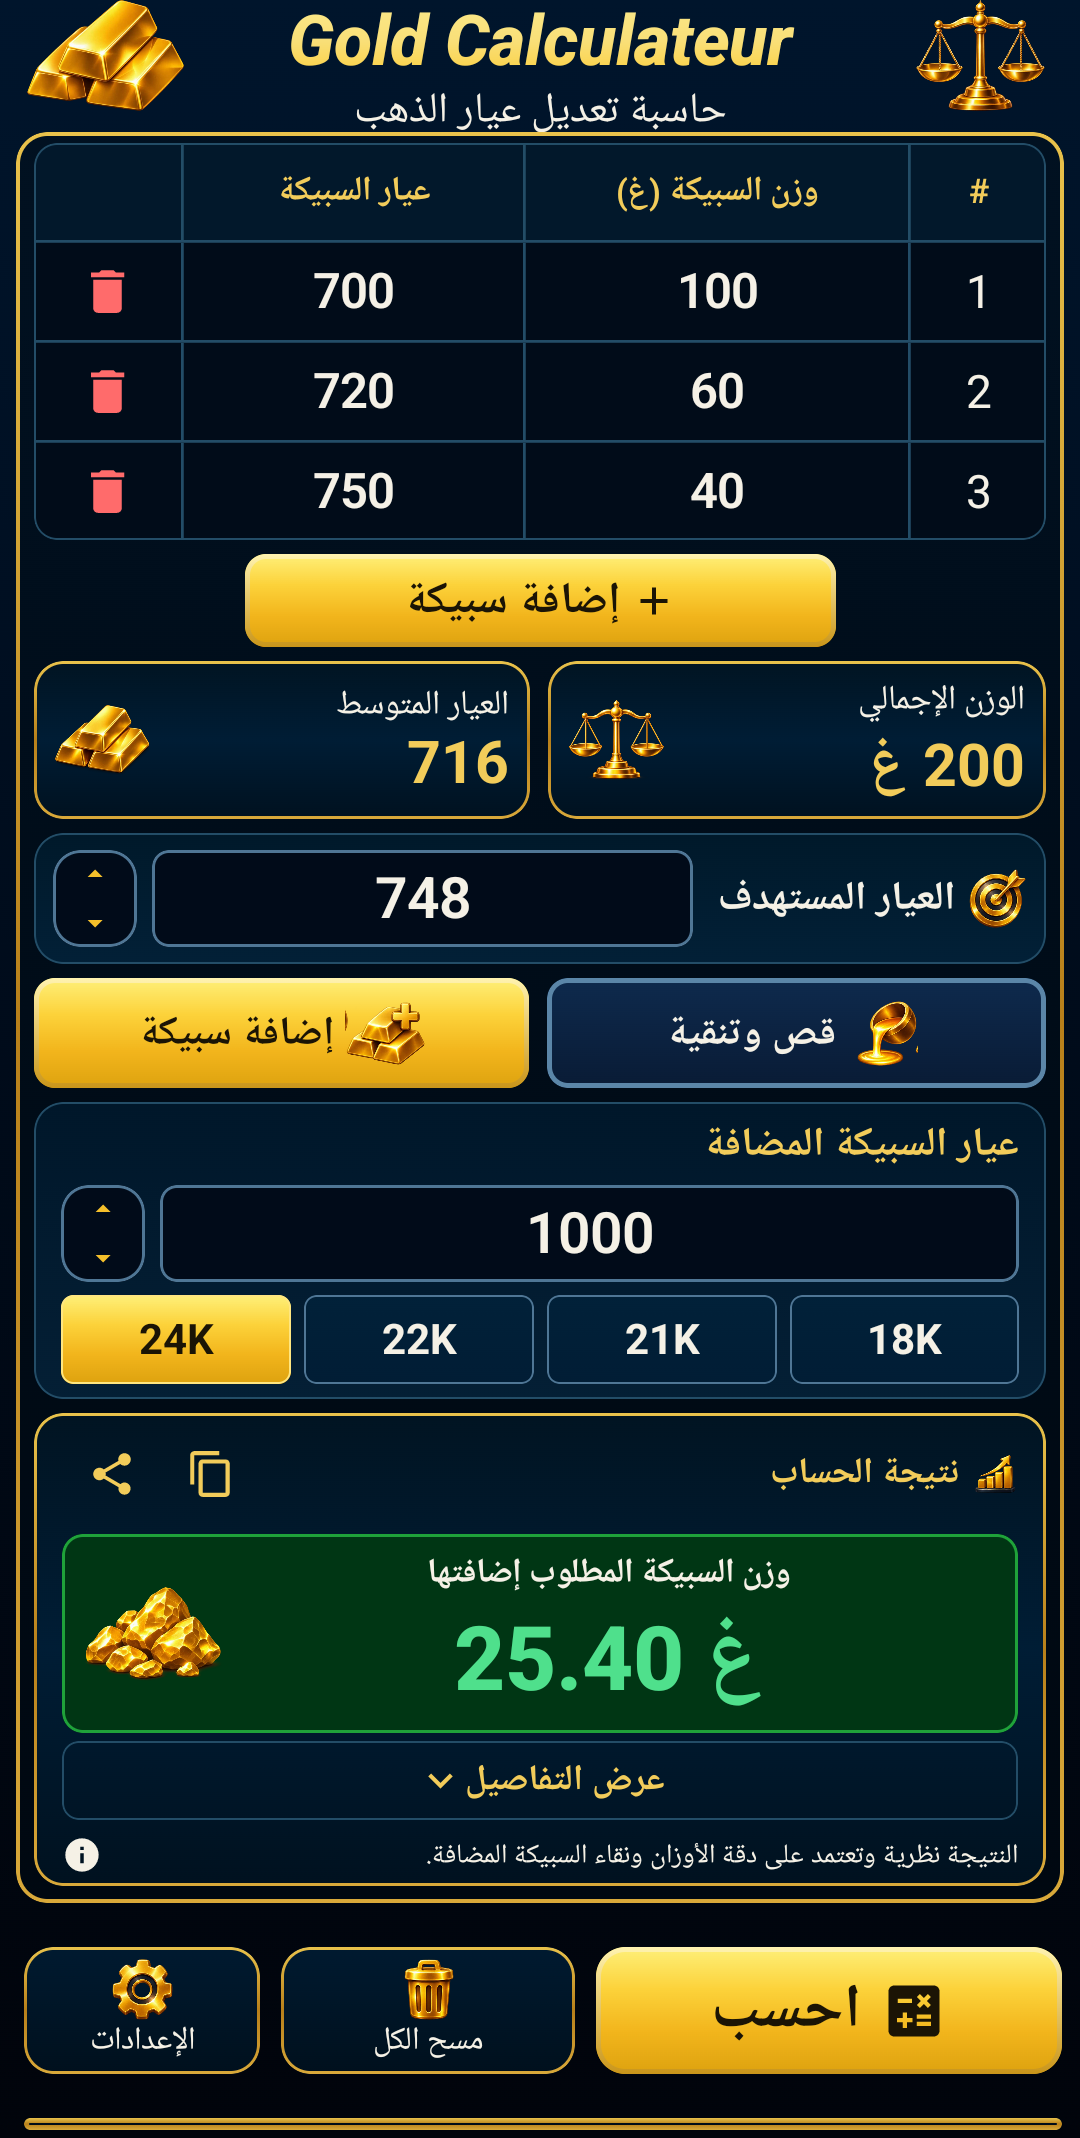 Gold Calculateur
حاسبة تعديل عيار الذهب
# وزن السبيكة (غ) عيار السبيكة
1 100 700
2 60 720
3 40 750
+ إضافة سبيكة
الوزن الإجمالي
200 غ
العيار المتوسط
716
العيار المستهدف 748
قص وتنقية
إضافة سبيكة
عيار السبيكة المضافة
1000
18K 21K 22K 24K
نتيجة الحساب
وزن السبيكة المطلوب إضافتها
غ 25.40
عرض التفاصيل
النتيجة نظرية وتعتمد على دقة الأوزان ونقاء السبيكة المضافة.
احسب
مسح الكل
الإعدادات